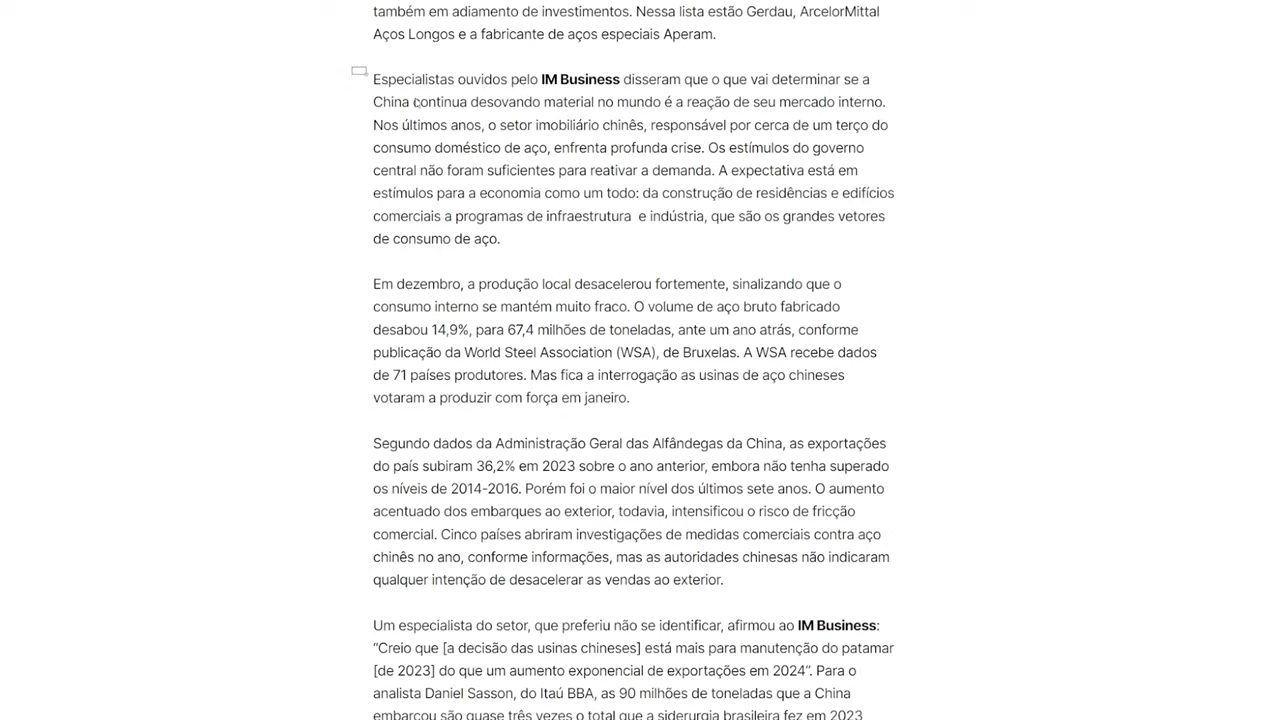 também em adiamento de investimentos. Nessa lista estão Gerdau, ArcelorMittal
Aços Longos e a fabricante de aços especiais Aperam.
Especialistas ouvidos pelo IM Business disseram que o que vai determinar se a
China continua desovando material no mundo é a reação de seu mercado interno.
Nos últimos anos, o setor imobiliário chinês, responsável por cerca de um terço do
consumo doméstico de aço, enfrenta profunda crise. Os estímulos do governo
central não foram suficientes para reativar a demanda. A expectativa está em
estímulos para a economia como um todo: da construção de residências e edifícios
comerciais a programas de infraestrutura  e indústria, que são os grandes vetores
de consumo de aço.
Em dezembro, a produção local desacelerou fortemente, sinalizando que o
consumo interno se mantém muito fraco. O volume de aço bruto fabricado
desabou 14,9%, para 67,4 milhões de toneladas, ante um ano atrás, conforme
publicação da World Steel Association (WSA), de Bruxelas. A WSA recebe dados
de 71 países produtores. Mas fica a interrogação as usinas de aço chineses
votaram a produzir com força em janeiro.
Segundo dados da Administração Geral das Alfândegas da China, as exportações
do país subiram 36,2% em 2023 sobre o ano anterior, embora não tenha superado
os níveis de 2014-2016. Porém foi o maior nível dos últimos sete anos. O aumento
acentuado dos embarques ao exterior, todavia, intensificou o risco de fricção
comercial. Cinco países abriram investigações de medidas comerciais contra aço
chinês no ano, conforme informações, mas as autoridades chinesas não indicaram
qualquer intenção de desacelerar as vendas ao exterior.
Um especialista do setor, que preferiu não se identificar, afirmou ao IM Business:
“Creio que [a decisão das usinas chineses] está mais para manutenção do patamar
[de 2023] do que um aumento exponencial de exportações em 2024”. Para o
analista Daniel Sasson, do Itaú BBA, as 90 milhões de toneladas que a China
embarcou são quase três vezes o total que a siderurgia brasileira fez em 2023